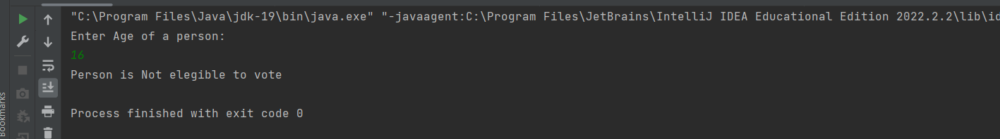 "C:\Program Files\Java\jdk-19\bin\java.exe" "-javaagent:C:\Program Files\JetBrains\IntelliJ IDEA Educational Edition 2022.2.2\lib\id
Enter Age of a person:
16
Person is Not elegible to vote
Process finished with exit code 0
Bookmarks